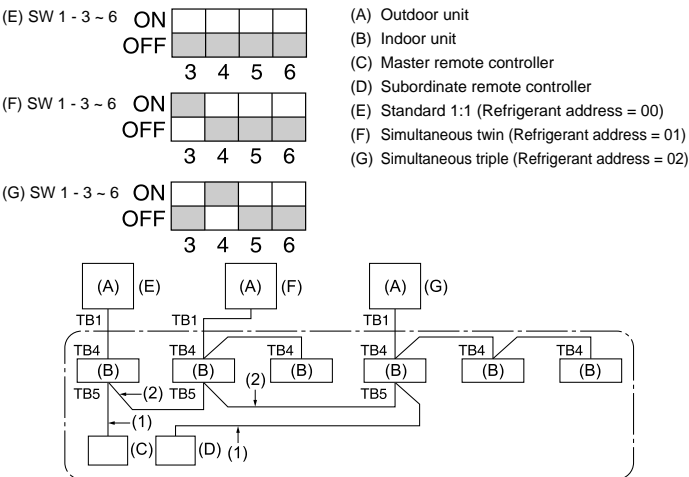 (E) SW 1 - 3 ~ 6 ON
OFF
3 4 5 6
(F) SW 1 - 3 ~ 6 ON
OFF
3 4 5 6
(G) SW 1 - 3 ~ 6 ON
OFF
3 4 5 6
(A) Outdoor unit
(B) Indoor unit
(C) Master remote controller
(D) Subordinate remote controller
(E) Standard 1:1 (Refrigerant address = 00)
(F) Simultaneous twin (Refrigerant address = 01)
(G) Simultaneous triple (Refrigerant address = 02)
(A) (E) (A) (F) (A) (G)
TB1 TB1 TB1
TB4 TB4 TB4 TB4 TB4 TB4
(B) (B) (B) (B) (B) (B)
TB5 (2) TB5 (2) TB5
(1)
(C) (D) (1)